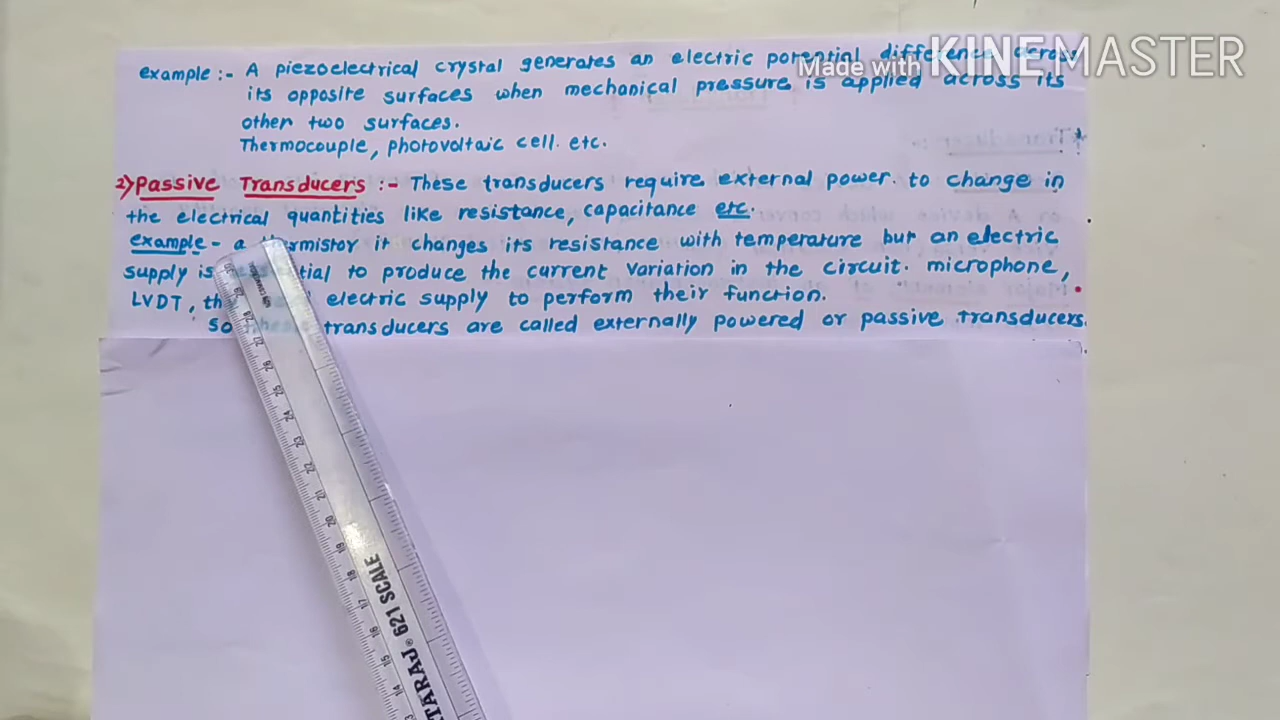 Made with KINEMASTER
example :- A piezoelectrical crystal generates an electric potential difference across
its opposite surfaces when mechanical pressure is applied across its
other two surfaces.
Thermocouple, photovoltaic cell. etc.
2) Passive Transducers :- These transducers require external power. to change in
the electrical quantities like resistance, capacitance etc.
example - a thermistor it changes its resistance with temperature but an electric
supply is essential to produce the current variation in the circuit. microphone,
LVDT, electric supply to perform their function.
So these transducers are called externally powered or passive transducers.
621 SCALE